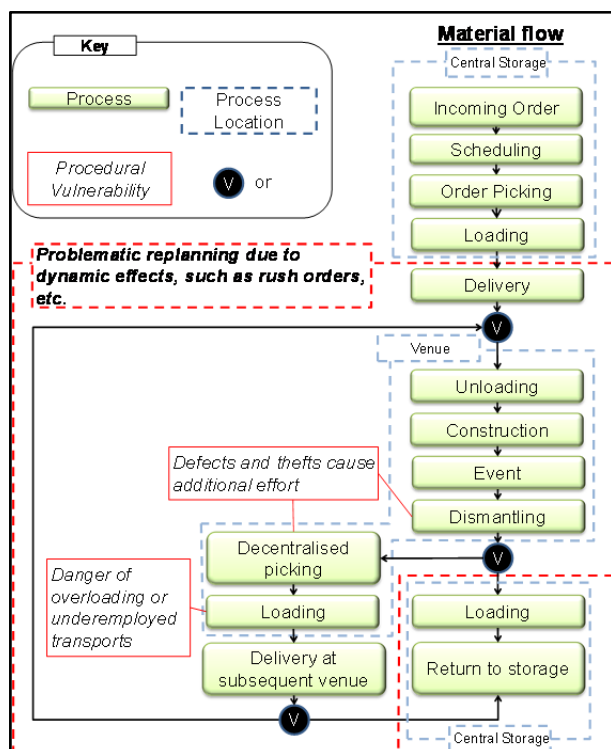 Key
Process
Process
Location
Procedural
Vulnerability
V
or
Material flow
Central Storage
Incoming Order
Scheduling
Order Picking
Loading
Problematic replanning due to
dynamic effects, such as rush orders,
etc.
Delivery
V
Venue
Unloading
Construction
Event
Dismantling
Defects and thefts cause
additional effort
V
Decentralised
picking
Danger of
overloading or
underemployed
transports
Loading
Loading
Delivery at
subsequent venue
Return to storage
V
Central Storage